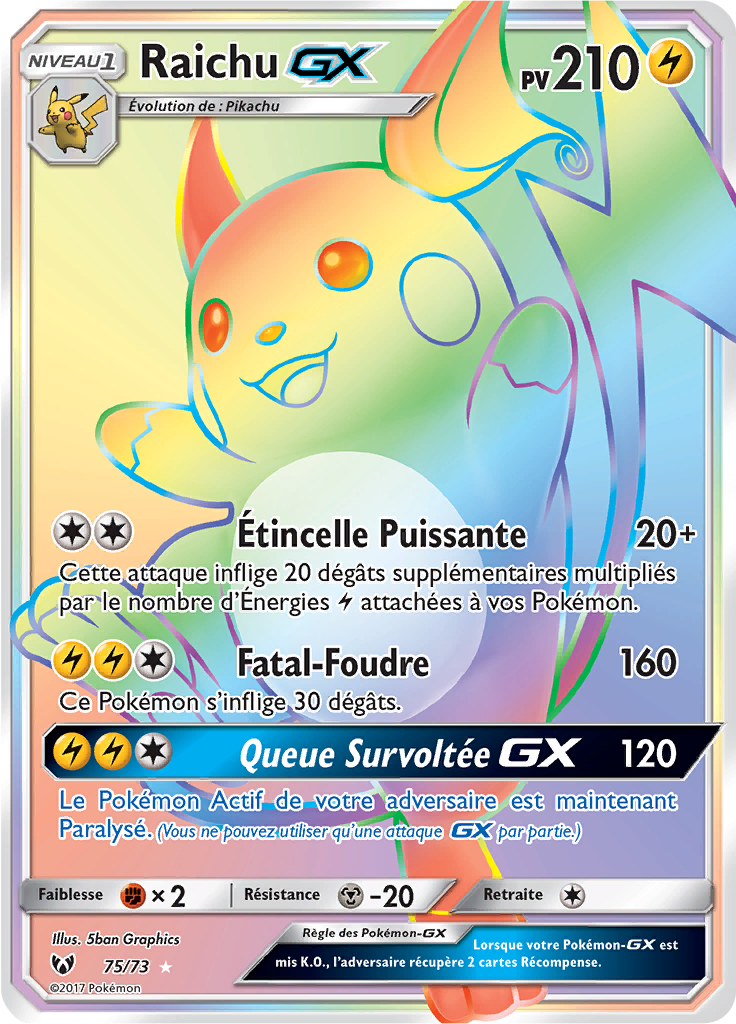 NIVEAU 1
Raichu GX
PV 210
Évolution de : Pikachu
Étincelle Puissante 20+
Cette attaque inflige 20 dégâts supplémentaires multipliés
par le nombre d'Énergies attachées à vos Pokémon.
Fatal-Foudre 160
Ce Pokémon s'inflige 30 dégâts.
Queue Survoltée GX 120
Le Pokémon Actif de votre adversaire est maintenant
Paralysé. (Vous ne pouvez utiliser qu'une attaque GX par partie.)
Faiblesse × 2 Résistance -20 Retraite
Illus. 5ban Graphics
75/73
©2017 Pokémon
Règle des Pokémon-GX
Lorsque votre Pokémon-GX est
mis K.O., l'adversaire récupère 2 cartes Récompense.